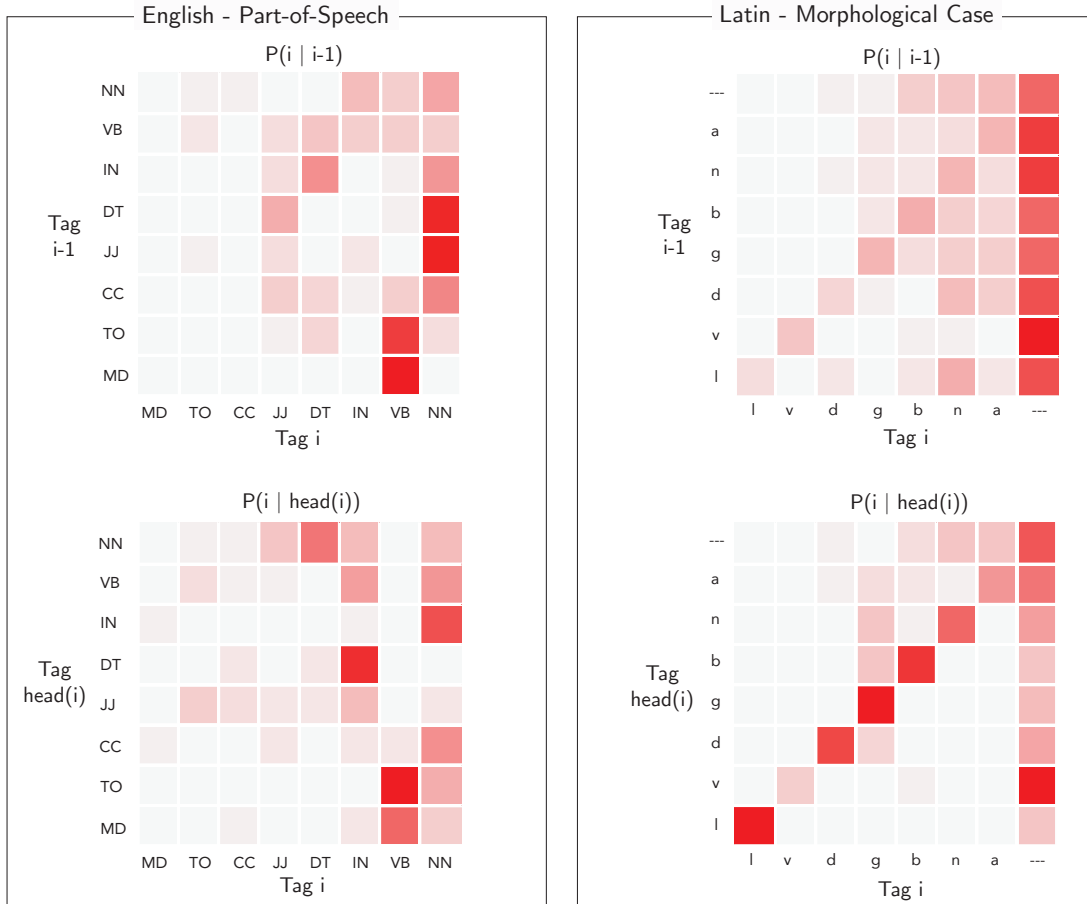 English - Part-of-Speech
P(i | i-1)
NN
VB
IN
DT
JJ
CC
TO
MD
Tag
i-1
MD TO CC JJ DT IN VB NN
Tag i
P(i | head(i))
NN
VB
IN
DT
JJ
CC
TO
MD
Tag
head(i)
MD TO CC JJ DT IN VB NN
Tag i
Latin - Morphological Case
P(i | i-1)
---
a
n
b
g
d
v
l
Tag
i-1
l v d g b n a ---
Tag i
P(i | head(i))
---
a
n
b
g
d
v
l
Tag
head(i)
l v d g b n a ---
Tag i